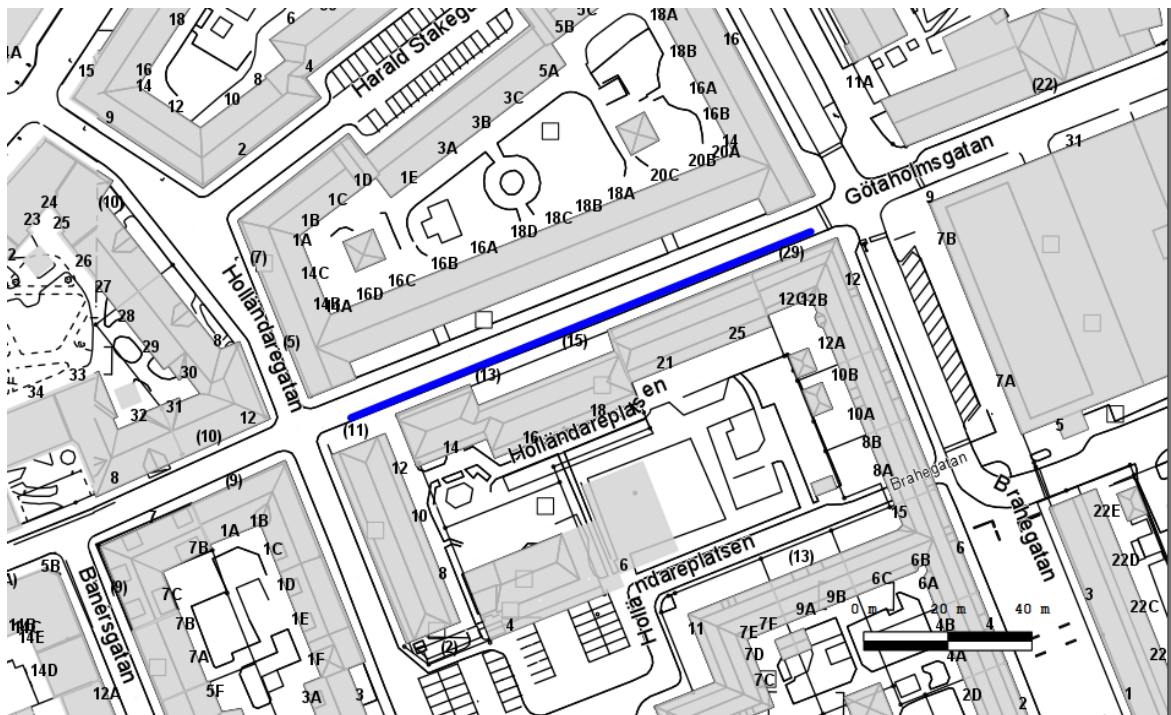 18
6
5B
5C
18A
18B
16
Harald Stakegatan
15
16
14
12
10
8
4
5A
3C
3B
3A
16A
16B
14
20A
20B
20C
11A
(22)
Götaholmsgatan
31
9
9
2
1D
1E
1C
1B
1A
18A
18B
18C
18D
16A
16B
16C
16D
14C
14B
14A
(7)
(5)
7B
24
23
25
(10)
26
27
28
29
30
8
33
34
32
31
12
(10)
8
Holländaregatan
(29)
12
(15)
(13)
(11)
12C
12B
12A
25
21
10B
10A
8B
8A
7A
5
18
16
14
12
10
8
Holländareplatsen
Brahegatan
Brahegatan
15
6
(13)
6
4
(2)
(9)
7
1A
1B
1C
1D
1E
1F
3A
3
7B
7C
7B
7A
5F
5B
(9)
Banérsgatan
14E
14D
12A
11
7F
7E
7D
7C
9A
9B
6C
6B
6A
4B
4
4A
2D
2
3
1
22E
22D
22C
22
0 m
20 m
40 m